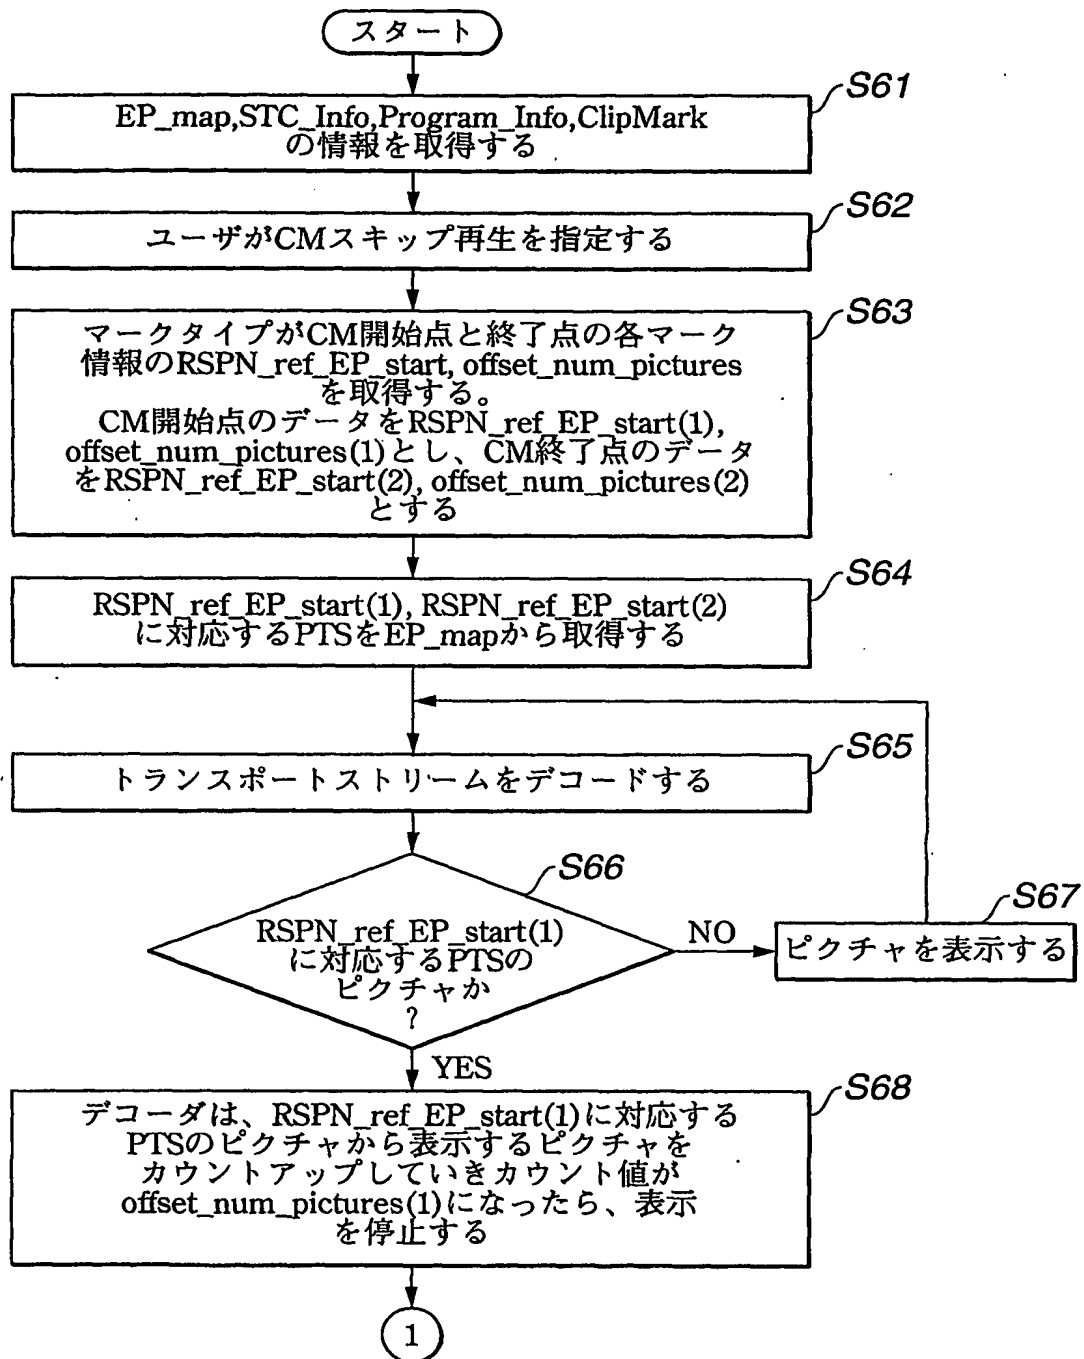 スタート
S61
EP_map,STC_Info,Program_Info,ClipMark
の情報を取得する
S62
ユーザがCMスキップ再生を指定する
S63
マークタイプがCM開始点と終了点の各マーク
情報のRSPN_ref_EP_start, offset_num_pictures
を取得する。
CM開始点のデータをRSPN_ref_EP_start(1),
offset_num_pictures(1)とし、CM終了点のデータ
をRSPN_ref_EP_start(2), offset_num_pictures(2)
とする
S64
RSPN_ref_EP_start(1), RSPN_ref_EP_start(2)
に対応するPTSをEP_mapから取得する
S65
トランスポートストリームをデコードする
S66
RSPN_ref_EP_start(1)
に対応するPTSの
ピクチャか
?
NO
S67
ピクチャを表示する
YES
S68
デコーダは、RSPN_ref_EP_start(1)に対応する
PTSのピクチャから表示するピクチャを
カウントアップしていきカウント値が
offset_num_pictures(1)になったら、表示
を停止する
1